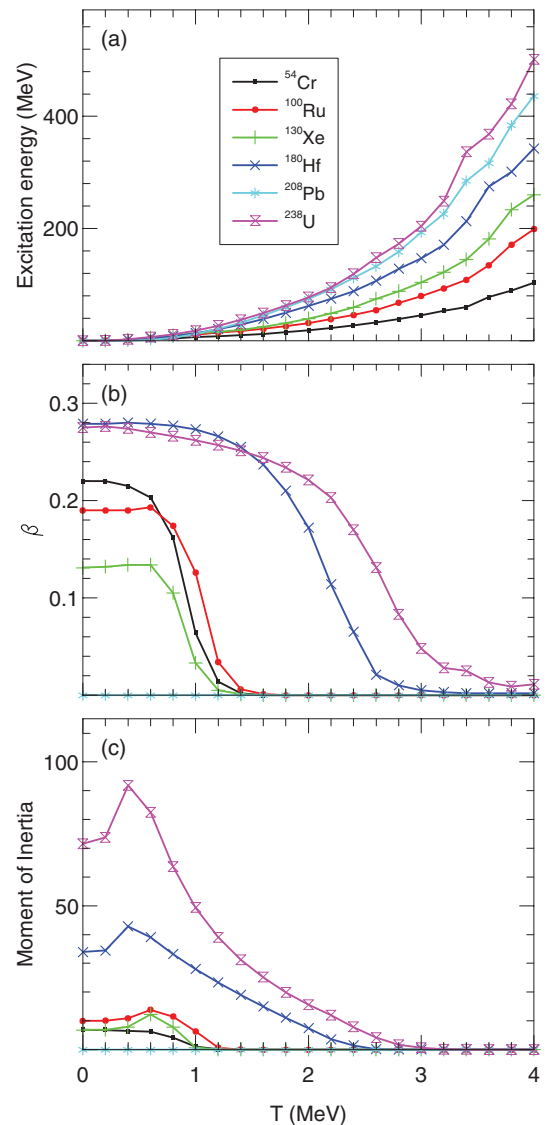 (a)
Excitation energy (MeV)
400
200
⁵⁴Cr
¹⁰⁰Ru
¹³⁰Xe
¹⁸⁰Hf
²⁰⁸Pb
²³⁸U
(b)
β
0.3
0.2
0.1
(c)
Moment of Inertia
100
50
0 1 2 3 4
T (MeV)